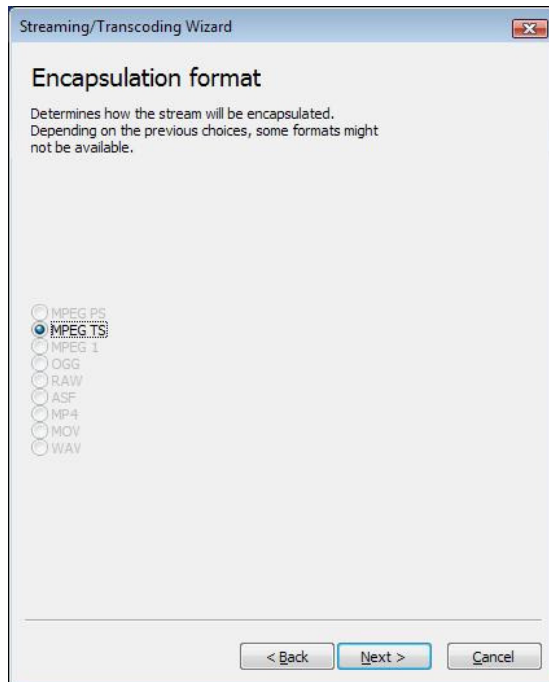 Streaming/Transcoding Wizard
Encapsulation format
Determines how the stream will be encapsulated.
Depending on the previous choices, some formats might
not be available.
MPEG PS
MPEG TS
MPEG 1
OGG
RAW
ASF
MP4
MOV
WAV
< Back Next > Cancel